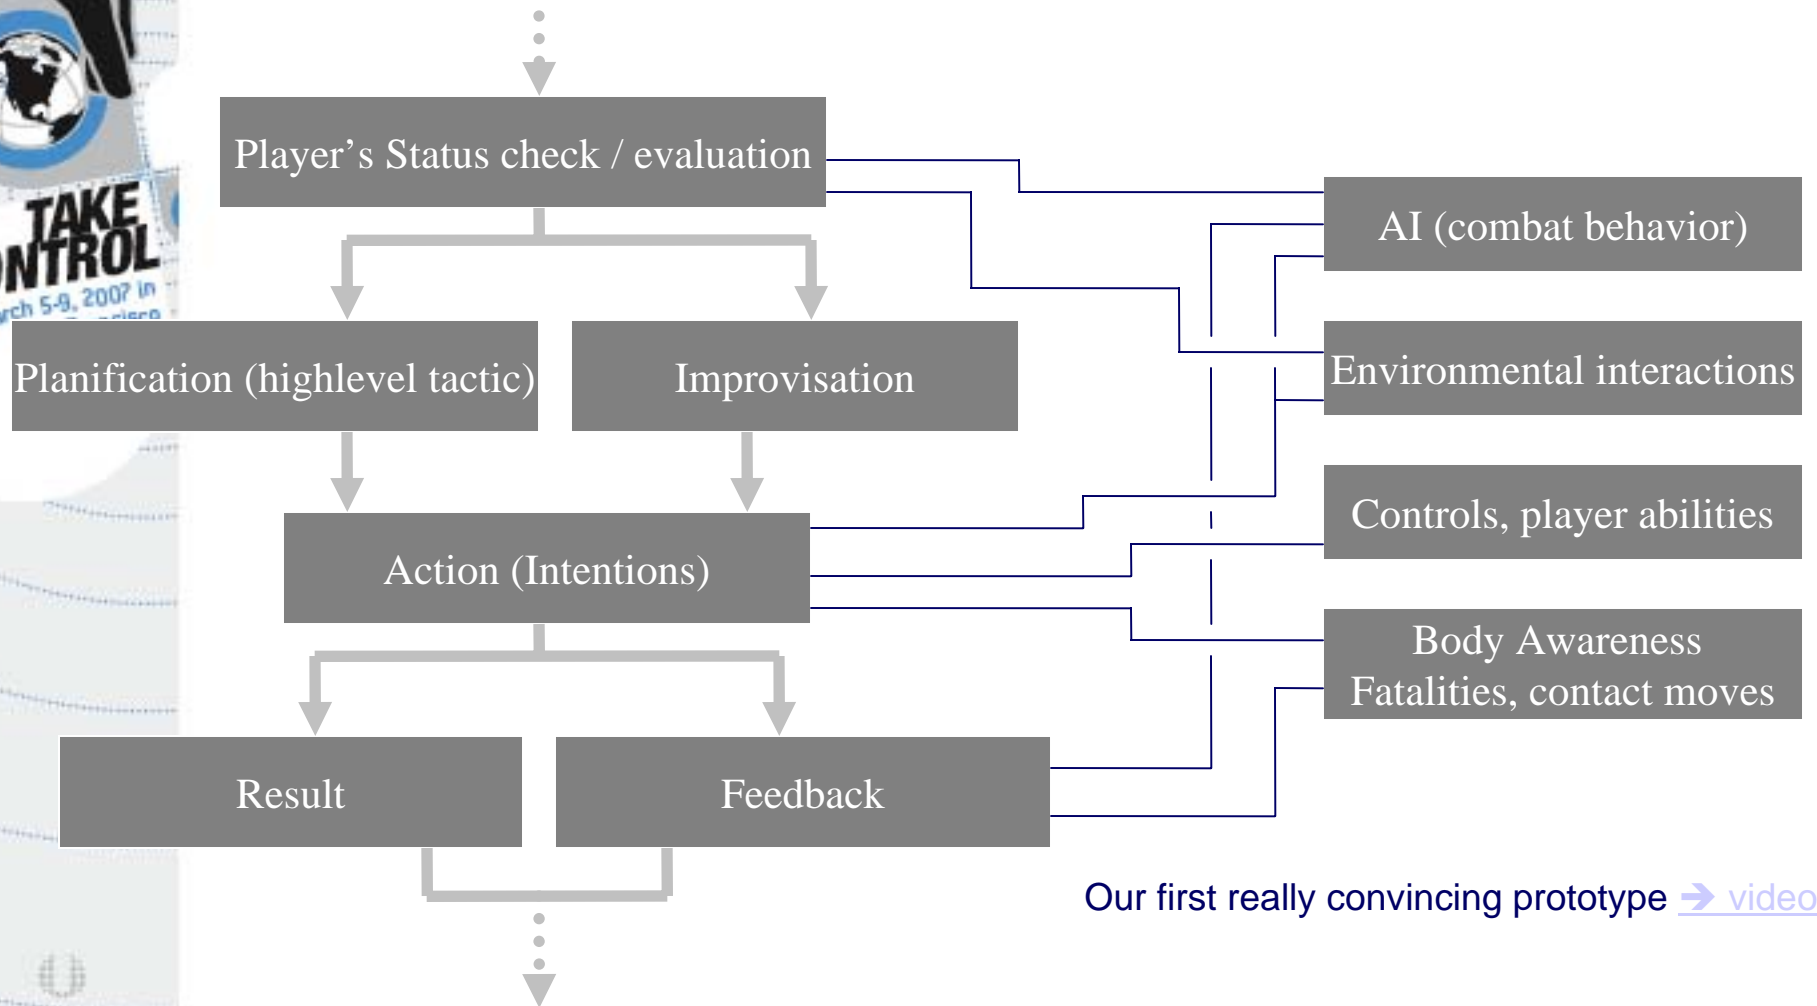 Player's Status check / evaluation
AI (combat behavior)
TAKE
ONTROL
rch 5-9, 2007 in
Planification (highlevel tactic)
Improvisation
Environmental interactions
Controls, player abilities
Action (Intentions)
Body Awareness
Fatalities, contact moves
Result
Feedback
Our first really convincing prototype ➔ video